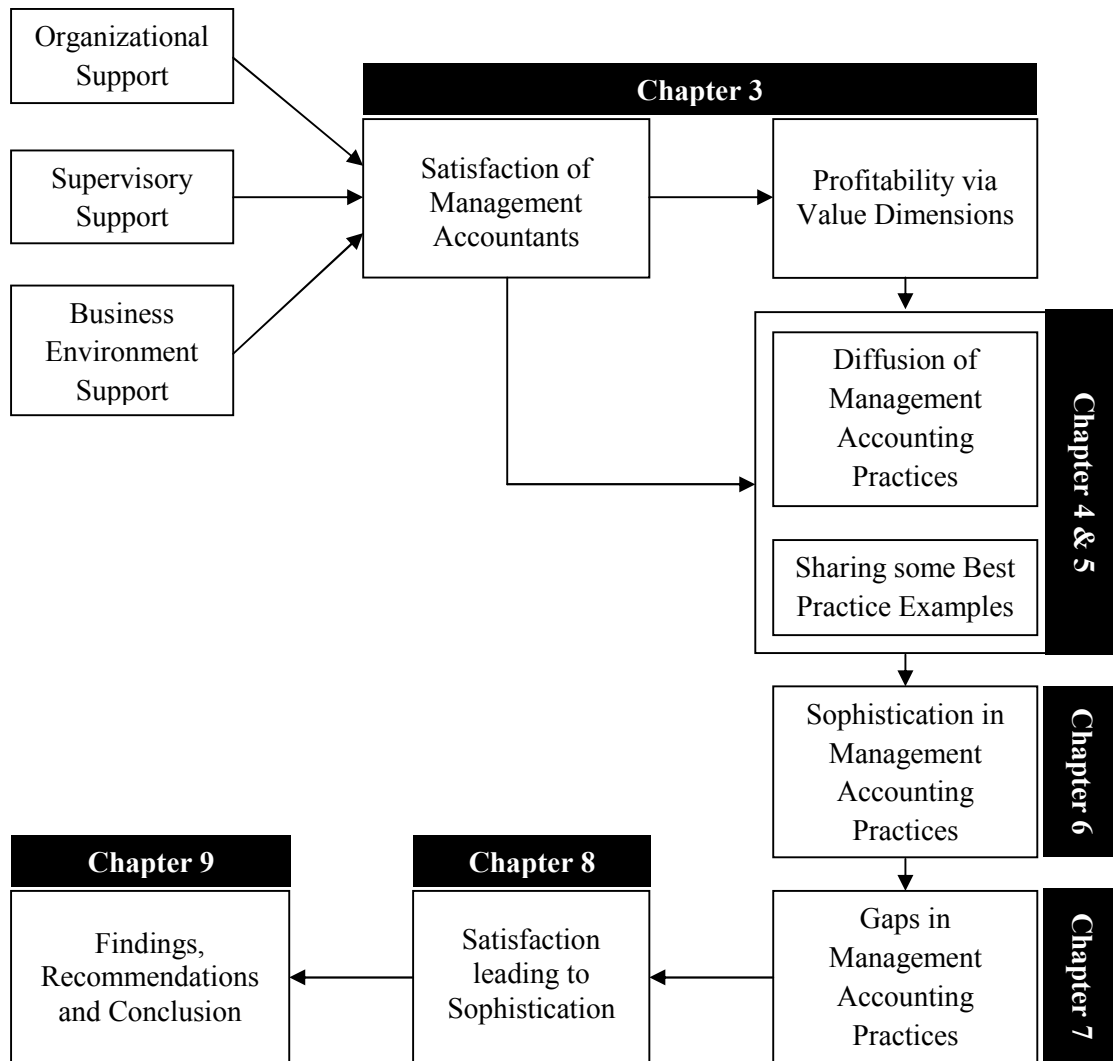 Organizational
Support
Chapter 3
Supervisory
Support
Satisfaction of
Management
Accountants
Profitability via
Value Dimensions
Business
Environment
Support
Diffusion of
Management
Accounting
Practices
Chapter 4 & 5
Sharing some Best
Practice Examples
Sophistication in
Management
Accounting
Practices
Chapter 6
Chapter 9
Chapter 8
Findings,
Recommendations
and Conclusion
Satisfaction
leading to
Sophistication
Gaps in
Management
Accounting
Practices
Chapter 7